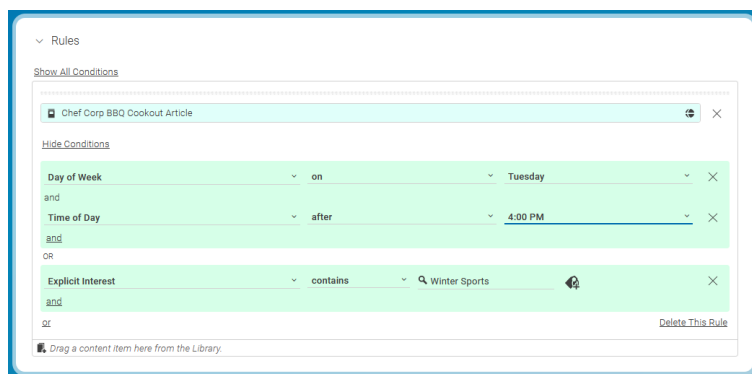 Rules
Show All Conditions
Chef Corp BBQ Cookout Article
Hide Conditions
Day of Week on Tuesday
and
Time of Day after 4:00 PM
and
OR
Explicit Interest contains Winter Sports
and
or Delete This Rule
Drag a content item here from the Library.